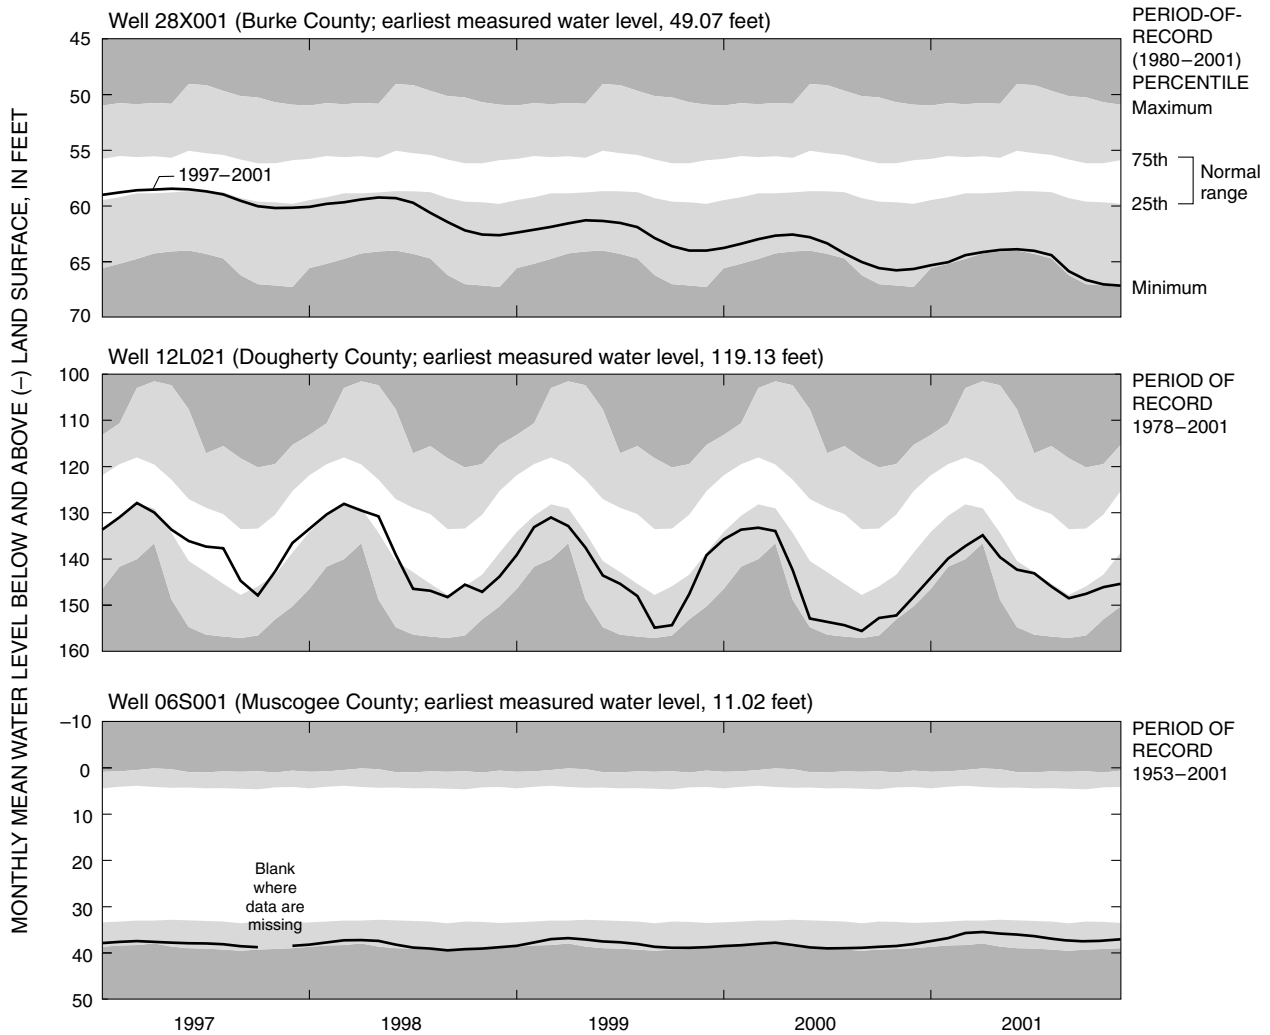 MONTHLY MEAN WATER LEVEL BELOW AND ABOVE (–) LAND SURFACE, IN FEET
Well 28X001 (Burke County; earliest measured water level, 49.07 feet)
45
50
55
60
65
70
1997–2001
PERIOD-OF-
RECORD
(1980–2001)
PERCENTILE
Maximum
75th
Normal
range
25th
Minimum
Well 12L021 (Dougherty County; earliest measured water level, 119.13 feet)
100
110
120
130
140
150
160
PERIOD OF
RECORD
1978–2001
Well 06S001 (Muscogee County; earliest measured water level, 11.02 feet)
–10
0
10
20
30
40
50
Blank
where
data are
missing
PERIOD OF
RECORD
1953–2001
1997 1998 1999 2000 2001